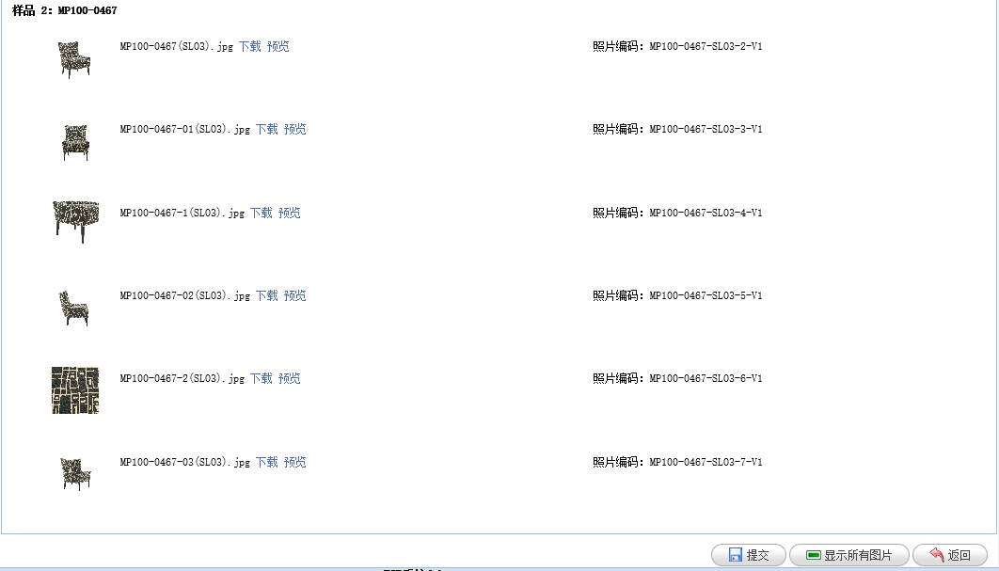 样品 2: MP100-0467
MP100-0467(SL03).jpg 下载 预览 照片编码: MP100-0467-SL03-2-V1
MP100-0467-01(SL03).jpg 下载 预览 照片编码: MP100-0467-SL03-3-V1
MP100-0467-1(SL03).jpg 下载 预览 照片编码: MP100-0467-SL03-4-V1
MP100-0467-02(SL03).jpg 下载 预览 照片编码: MP100-0467-SL03-5-V1
MP100-0467-2(SL03).jpg 下载 预览 照片编码: MP100-0467-SL03-6-V1
MP100-0467-03(SL03).jpg 下载 预览 照片编码: MP100-0467-SL03-7-V1
提交 显示所有图片 返回